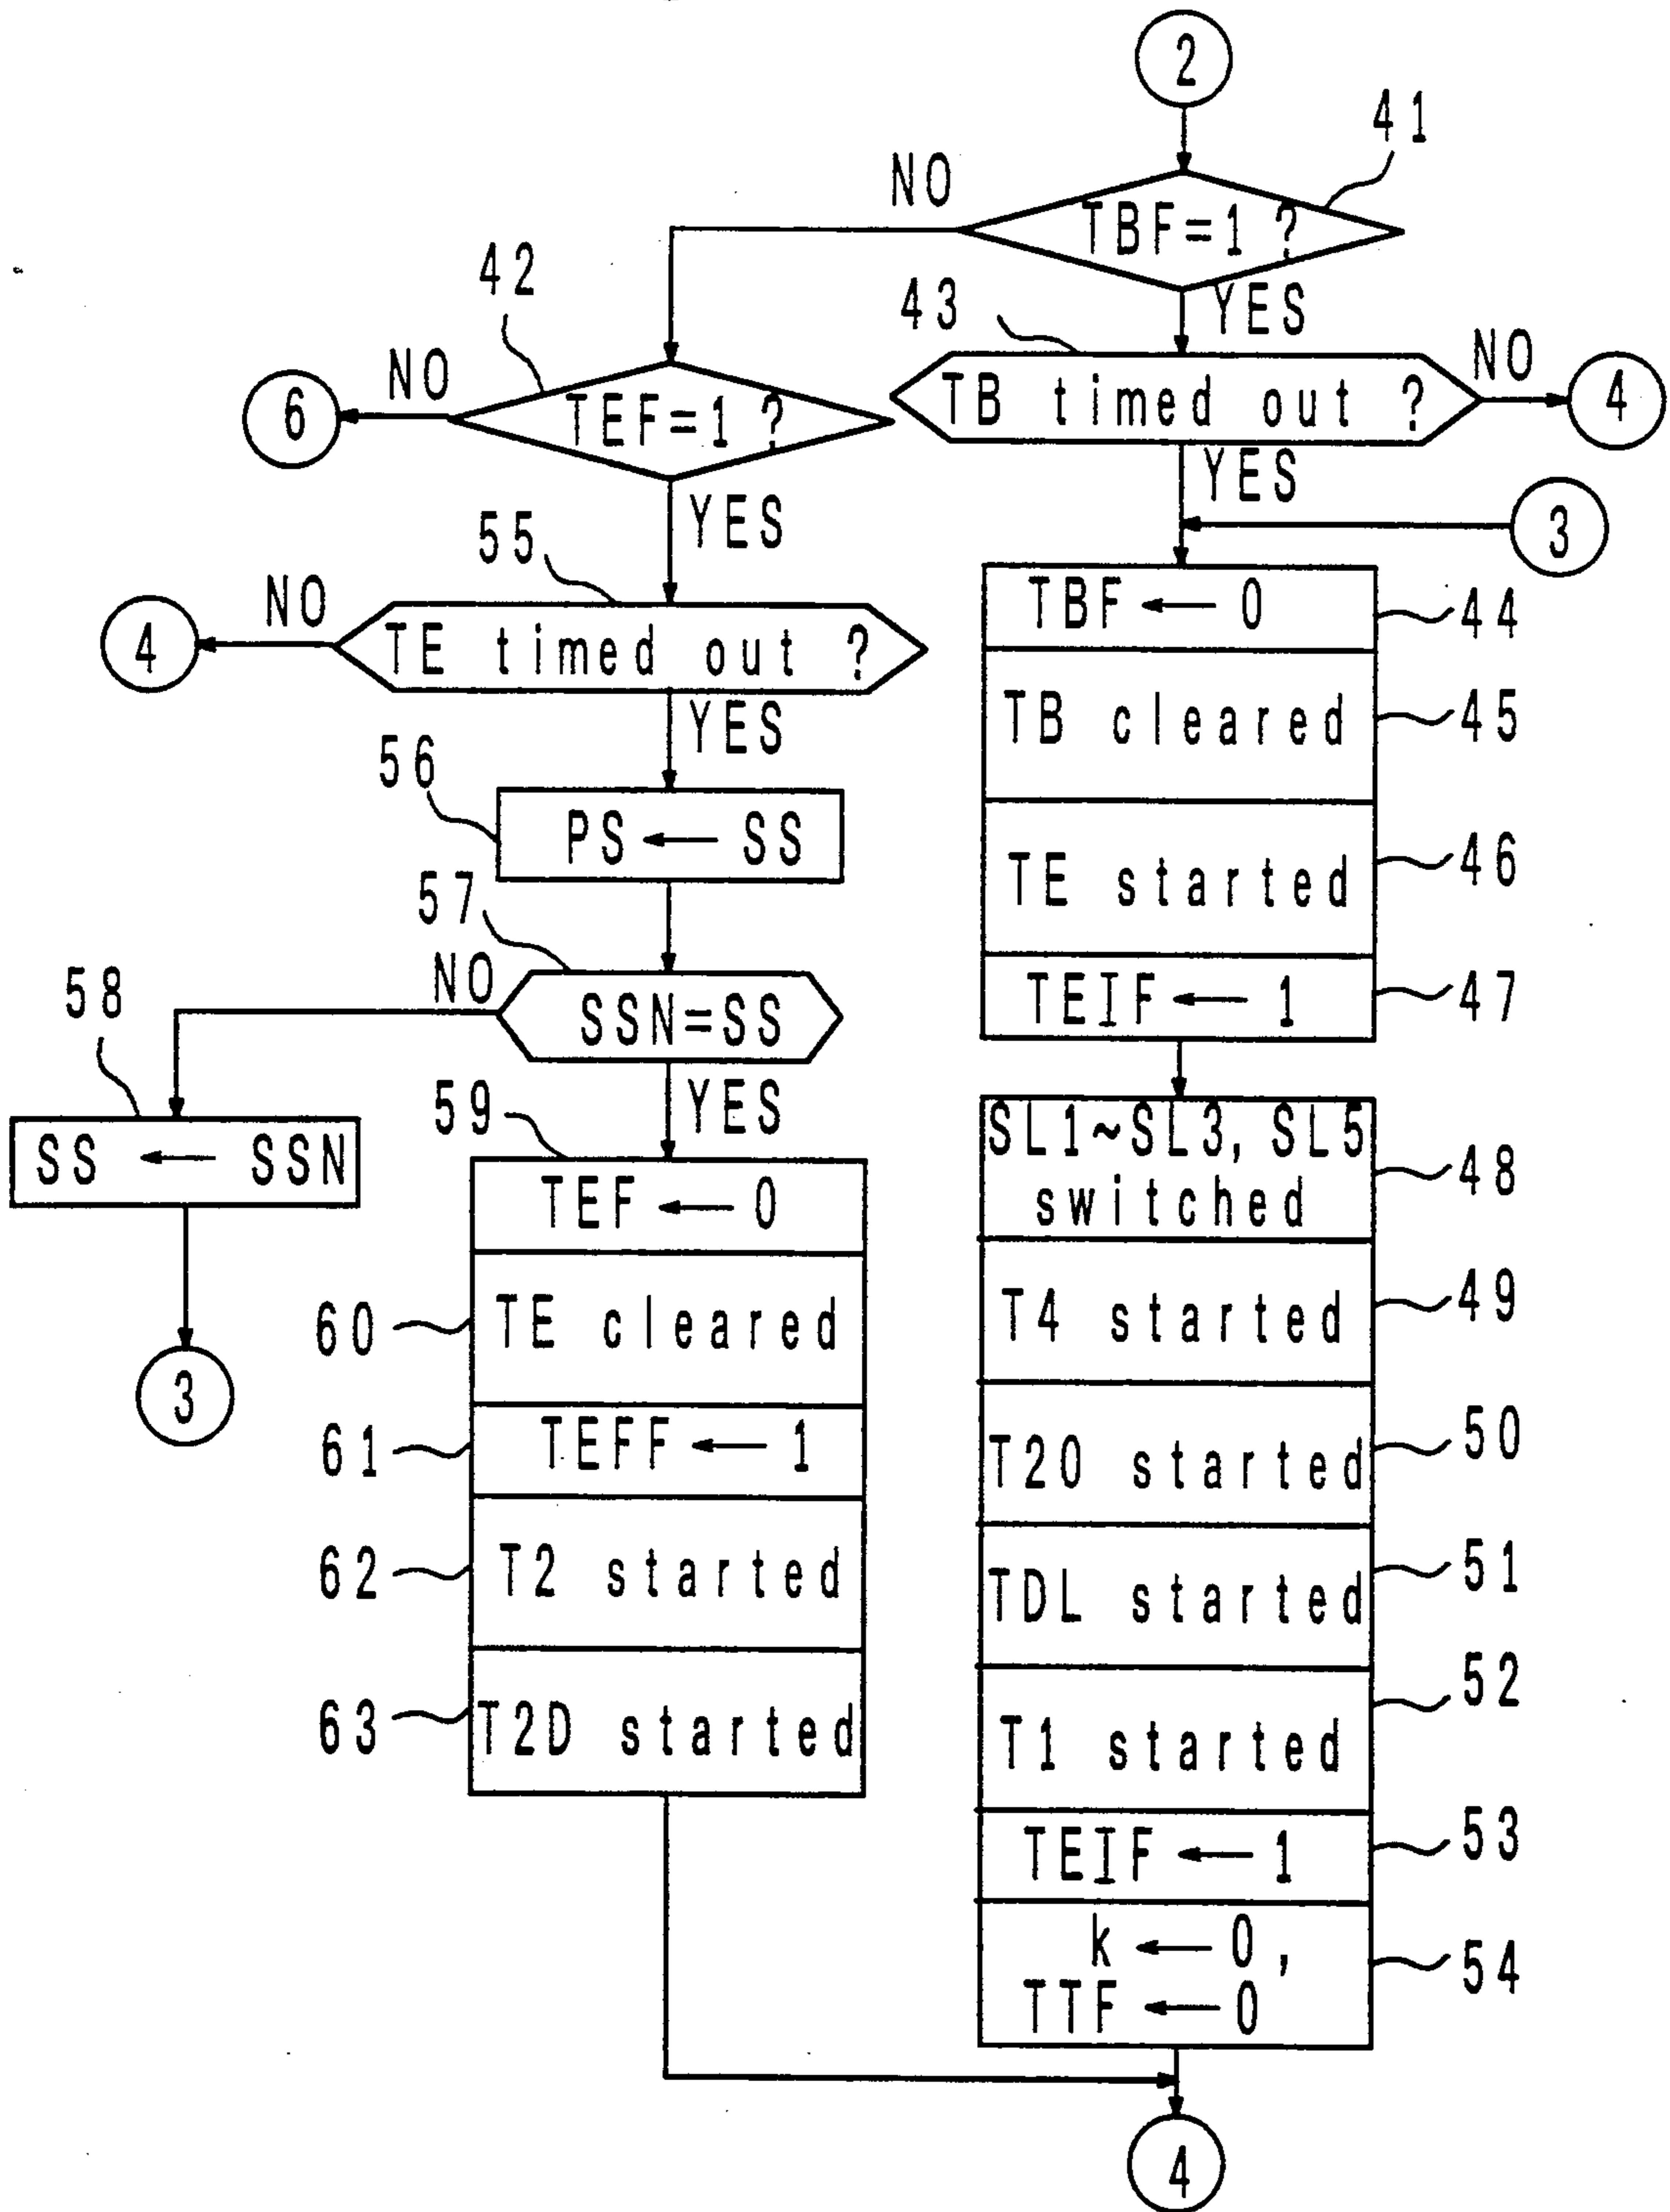 2
41
NO
TBF=1 ?
42
43
YES
NO
TEF=1 ?
6
TB timed out ?
NO
4
YES
YES
3
55
NO
TE timed out ?
4
TBF ← 0
44
YES
TB cleared
45
56
PS ← SS
TE started
46
57
NO
SSN=SS
TEIF ← 1
47
58
YES
SS ← SSN
59
SL1~SL3, SL5
switched
48
TEF ← 0
T4 started
49
60
TE cleared
3
T20 started
50
61
TEFF ← 1
62
T2 started
TDL started
51
63
T2D started
T1 started
52
TEIF ← 1
53
k ← 0,
TTF ← 0
54
4